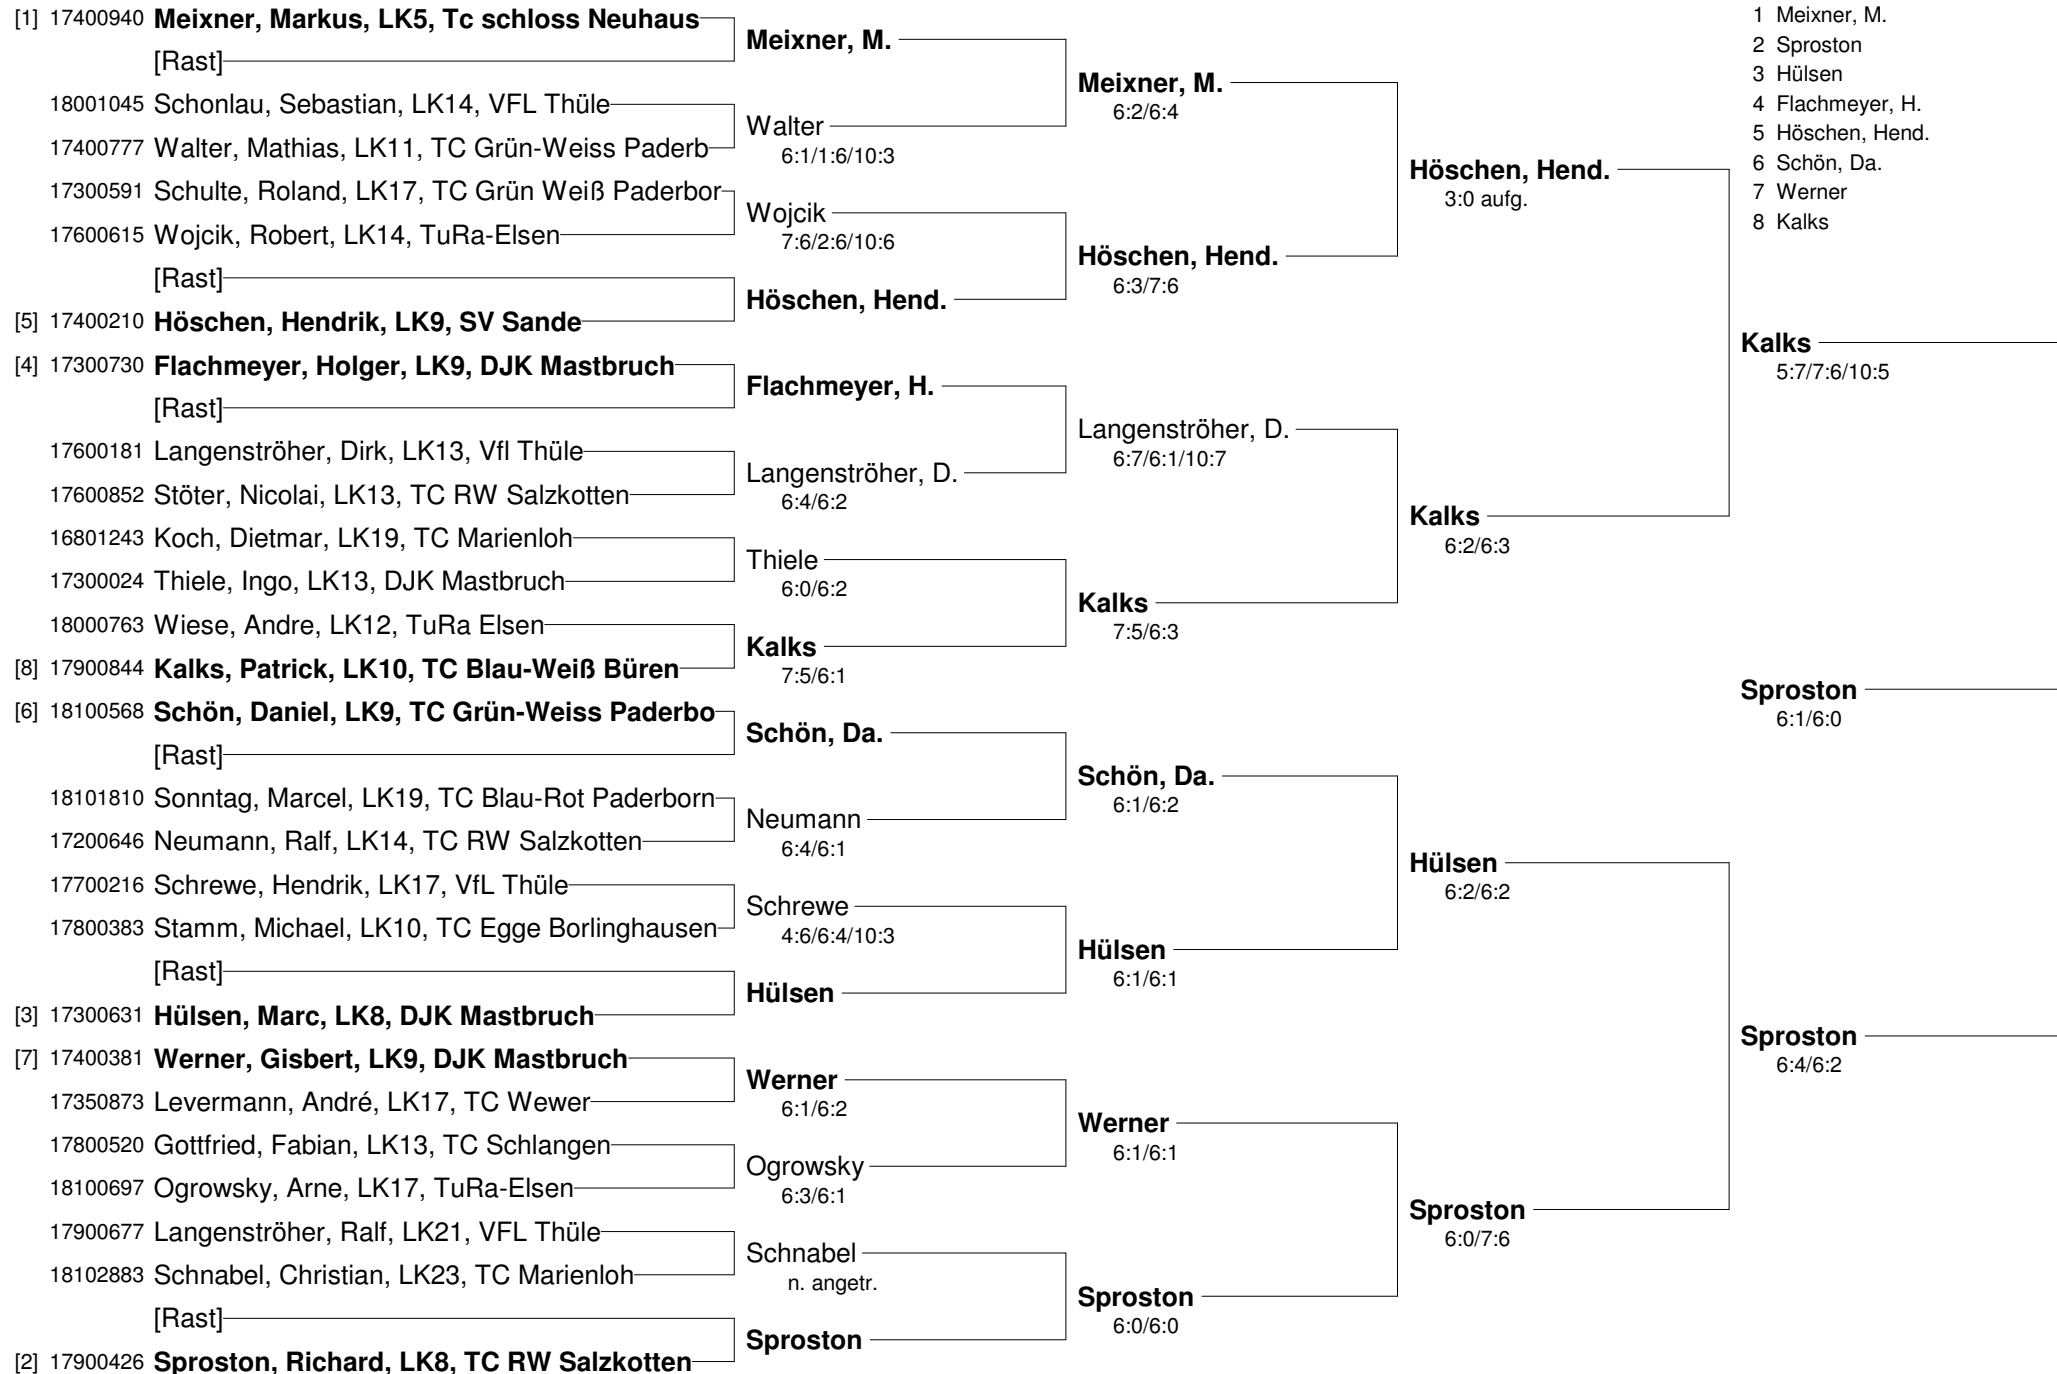 [1] 17400940 Meixner, Markus, LK5, Tc schloss Neuhaus
[Rast]
18001045 Schonlau, Sebastian, LK14, VFL Thüle
17400777 Walter, Mathias, LK11, TC Grün-Weiss Paderb
17300591 Schulte, Roland, LK17, TC Grün Weiß Paderbor
17600615 Wojcik, Robert, LK14, TuRa-Elsen
[Rast]
[5] 17400210 Höschen, Hendrik, LK9, SV Sande
[4] 17300730 Flachmeyer, Holger, LK9, DJK Mastbruch
[Rast]
17600181 Langenströher, Dirk, LK13, Vfl Thüle
17600852 Stöter, Nicolai, LK13, TC RW Salzkotten
16801243 Koch, Dietmar, LK19, TC Marienloh
17300024 Thiele, Ingo, LK13, DJK Mastbruch
18000763 Wiese, Andre, LK12, TuRa Elsen
[8] 17900844 Kalks, Patrick, LK10, TC Blau-Weiß Büren
[6] 18100568 Schön, Daniel, LK9, TC Grün-Weiss Paderbo
[Rast]
18101810 Sonntag, Marcel, LK19, TC Blau-Rot Paderborn
17200646 Neumann, Ralf, LK14, TC RW Salzkotten
17700216 Schrewe, Hendrik, LK17, VfL Thüle
17800383 Stamm, Michael, LK10, TC Egge Borlinghausen
[Rast]
[3] 17300631 Hülsen, Marc, LK8, DJK Mastbruch
[7] 17400381 Werner, Gisbert, LK9, DJK Mastbruch
17350873 Levermann, André, LK17, TC Wewer
17800520 Gottfried, Fabian, LK13, TC Schlangen
18100697 Ogrowsky, Arne, LK17, TuRa-Elsen
17900677 Langenströher, Ralf, LK21, VFL Thüle
18102883 Schnabel, Christian, LK23, TC Marienloh
[Rast]
[2] 17900426 Sproston, Richard, LK8, TC RW Salzkotten
Meixner, M.
Walter
6:1/1:6/10:3
Wojcik
7:6/2:6/10:6
Höschen, Hend.
Flachmeyer, H.
Langenströher, D.
6:4/6:2
Thiele
6:0/6:2
Kalks
7:5/6:1
Schön, Da.
Neumann
6:4/6:1
Schrewe
4:6/6:4/10:3
Hülsen
Werner
6:1/6:2
Ogrowsky
6:3/6:1
Schnabel
n. angetr.
Sproston
Meixner, M.
6:2/6:4
Höschen, Hend.
6:3/7:6
Langenströher, D.
6:7/6:1/10:7
Kalks
7:5/6:3
Schön, Da.
6:1/6:2
Hülsen
6:1/6:1
Werner
6:1/6:1
Sproston
6:0/6:0
Höschen, Hend.
3:0 aufg.
Kalks
6:2/6:3
Hülsen
6:2/6:2
Sproston
6:0/7:6
1 Meixner, M.
2 Sproston
3 Hülsen
4 Flachmeyer, H.
5 Höschen, Hend.
6 Schön, Da.
7 Werner
8 Kalks
Kalks
5:7/7:6/10:5
Sproston
6:1/6:0
Sproston
6:4/6:2